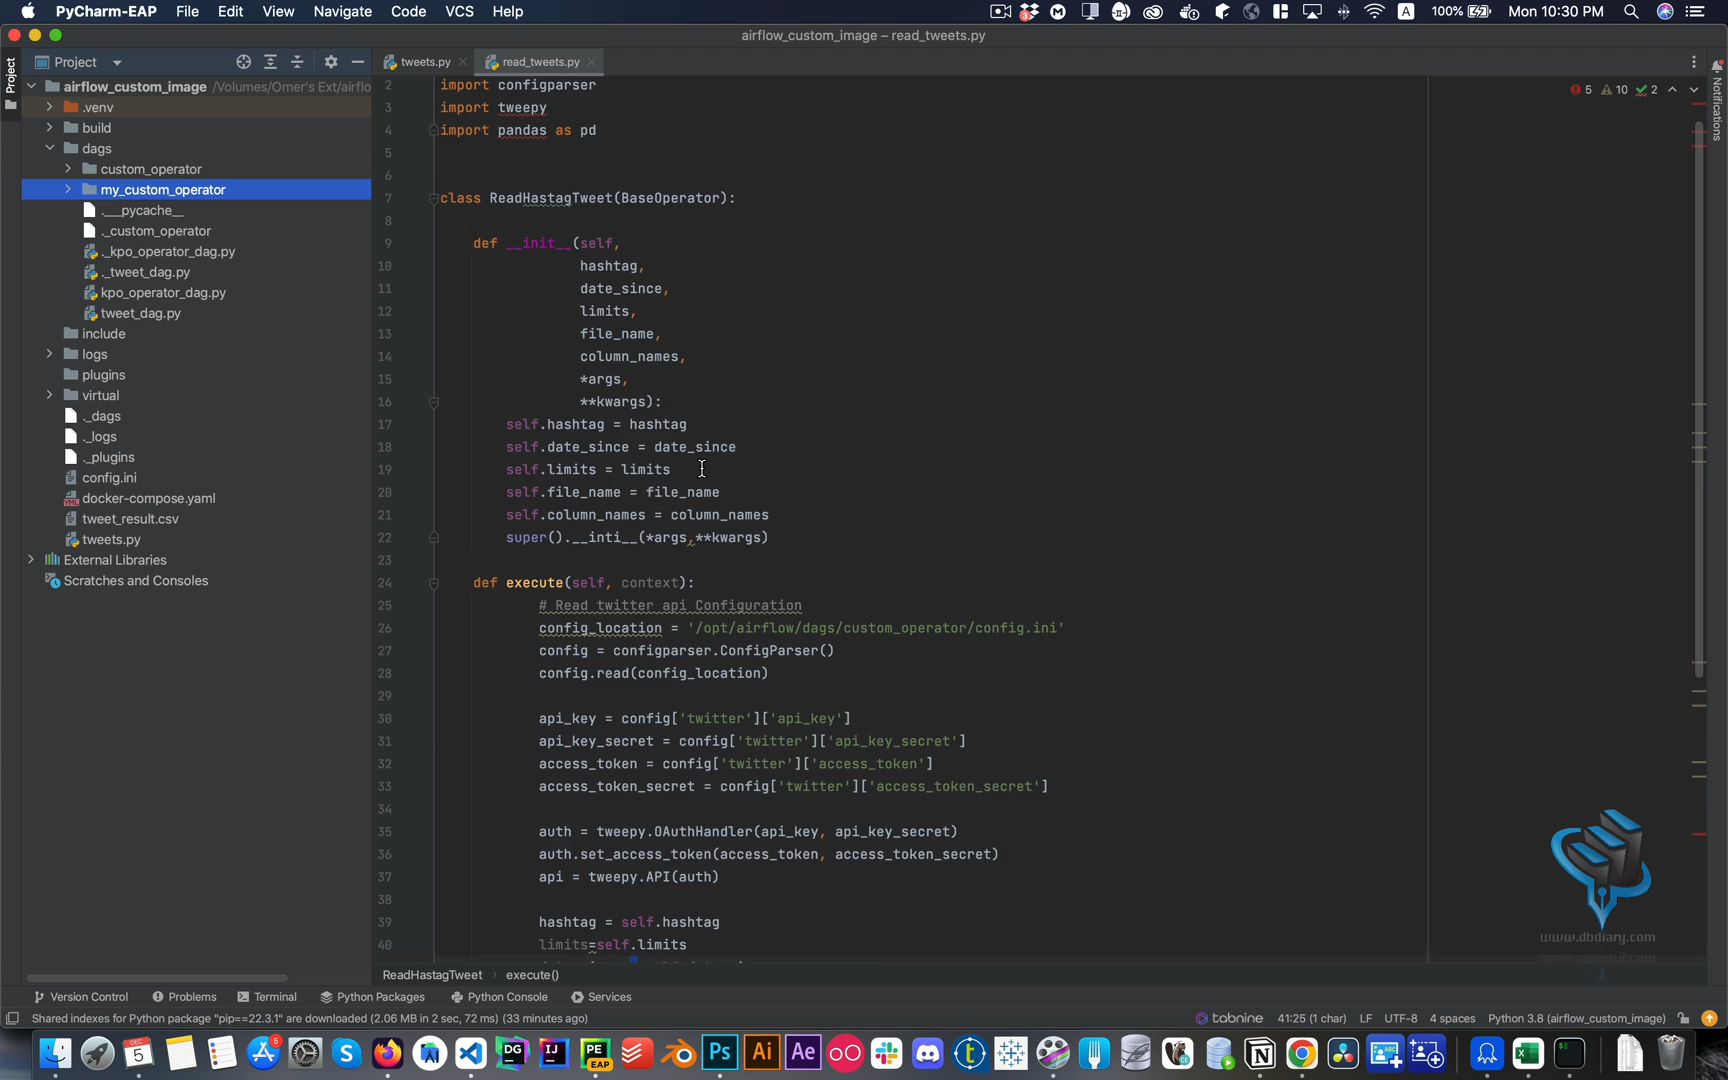 PyCharm-EAP File Edit View Navigate Code VCS Help
A 100% Mon 10:30 PM
airflow_custom_image – read_tweets.py
Project
Project
tweets.py read_tweets.py
Notifications
5 10 2
airflow_custom_image /Volumes/Omer's Ext/airflo
.venv
build
dags
custom_operator
my_custom_operator
.___pycache__
._custom_operator
._kpo_operator_dag.py
._tweet_dag.py
kpo_operator_dag.py
tweet_dag.py
include
logs
plugins
virtual
._dags
._logs
._plugins
config.ini
docker-compose.yaml
tweet_result.csv
tweets.py
External Libraries
Scratches and Consoles
2 import configparser
3 import tweepy
4 import pandas as pd
5
6
7 class ReadHastagTweet(BaseOperator):
8
9 def __init__(self,
10 hashtag,
11 date_since,
12 limits,
13 file_name,
14 column_names,
15 *args,
16 **kwargs):
17 self.hashtag = hashtag
18 self.date_since = date_since
19 self.limits = limits
20 self.file_name = file_name
21 self.column_names = column_names
22 super().__inti__(*args,**kwargs)
23
24 def execute(self, context):
25 # Read twitter api Configuration
26 config_location = '/opt/airflow/dags/custom_operator/config.ini'
27 config = configparser.ConfigParser()
28 config.read(config_location)
29
30 api_key = config['twitter']['api_key']
31 api_key_secret = config['twitter']['api_key_secret']
32 access_token = config['twitter']['access_token']
33 access_token_secret = config['twitter']['access_token_secret']
34
35 auth = tweepy.OAuthHandler(api_key, api_key_secret)
36 auth.set_access_token(access_token, access_token_secret)
37 api = tweepy.API(auth)
38
39 hashtag = self.hashtag
40 limits=self.limits
www.dbdiary.com
ReadHastagTweet execute()
Version Control Problems Terminal Python Packages Python Console Services
Shared indexes for Python package "pip==22.3.1" are downloaded (2.06 MB in 2 sec, 72 ms) (33 minutes ago)
tabnine 41:25 (1 char) LF UTF-8 4 spaces Python 3.8 (airflow_custom_image)
DEC 5 5 DG IJ PE EAP Ps Ai Ae